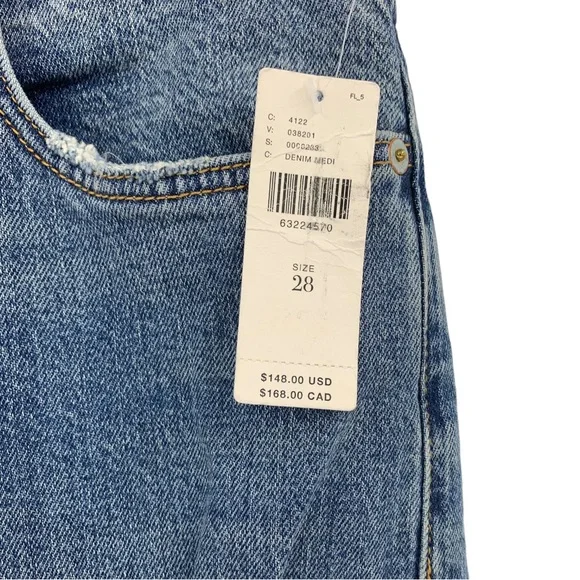 FL_5
C: 4122
V: 038201
S: 
C: DENIM MEDI
63224570
SIZE
28
$148.00 USD
$168.00 CAD